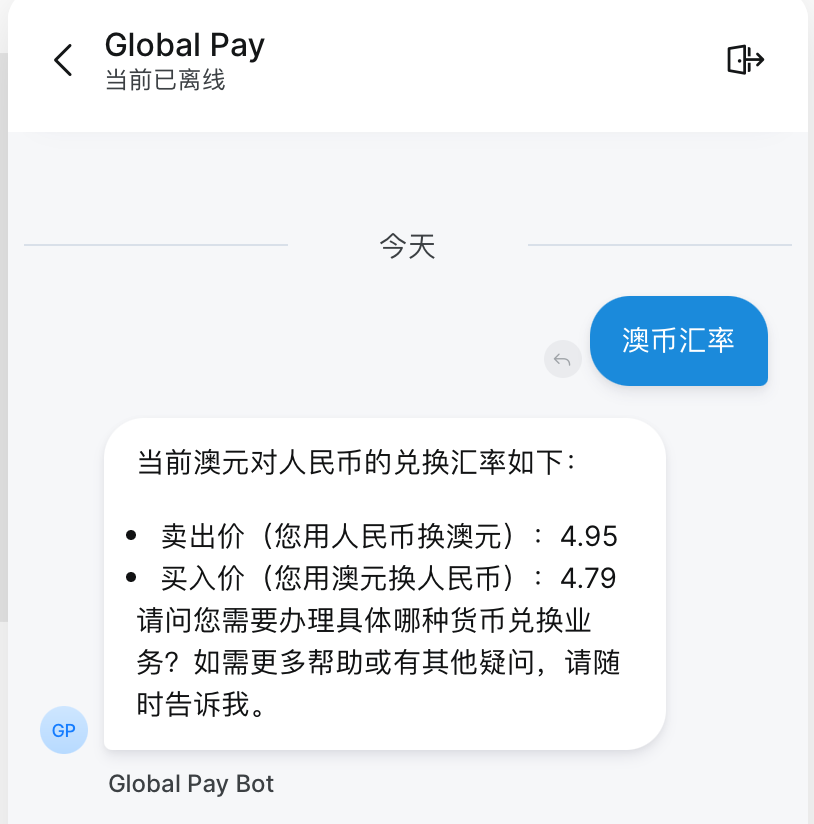 Global Pay
当前已离线
今天
澳币汇率
当前澳元对人民币的兑换汇率如下：
• 卖出价（您用人民币换澳元）：4.95
• 买入价（您用澳元换人民币）：4.79
请问您需要办理具体哪种货币兑换业
务？如需更多帮助或有其他疑问，请随
时告诉我。
GP
Global Pay Bot